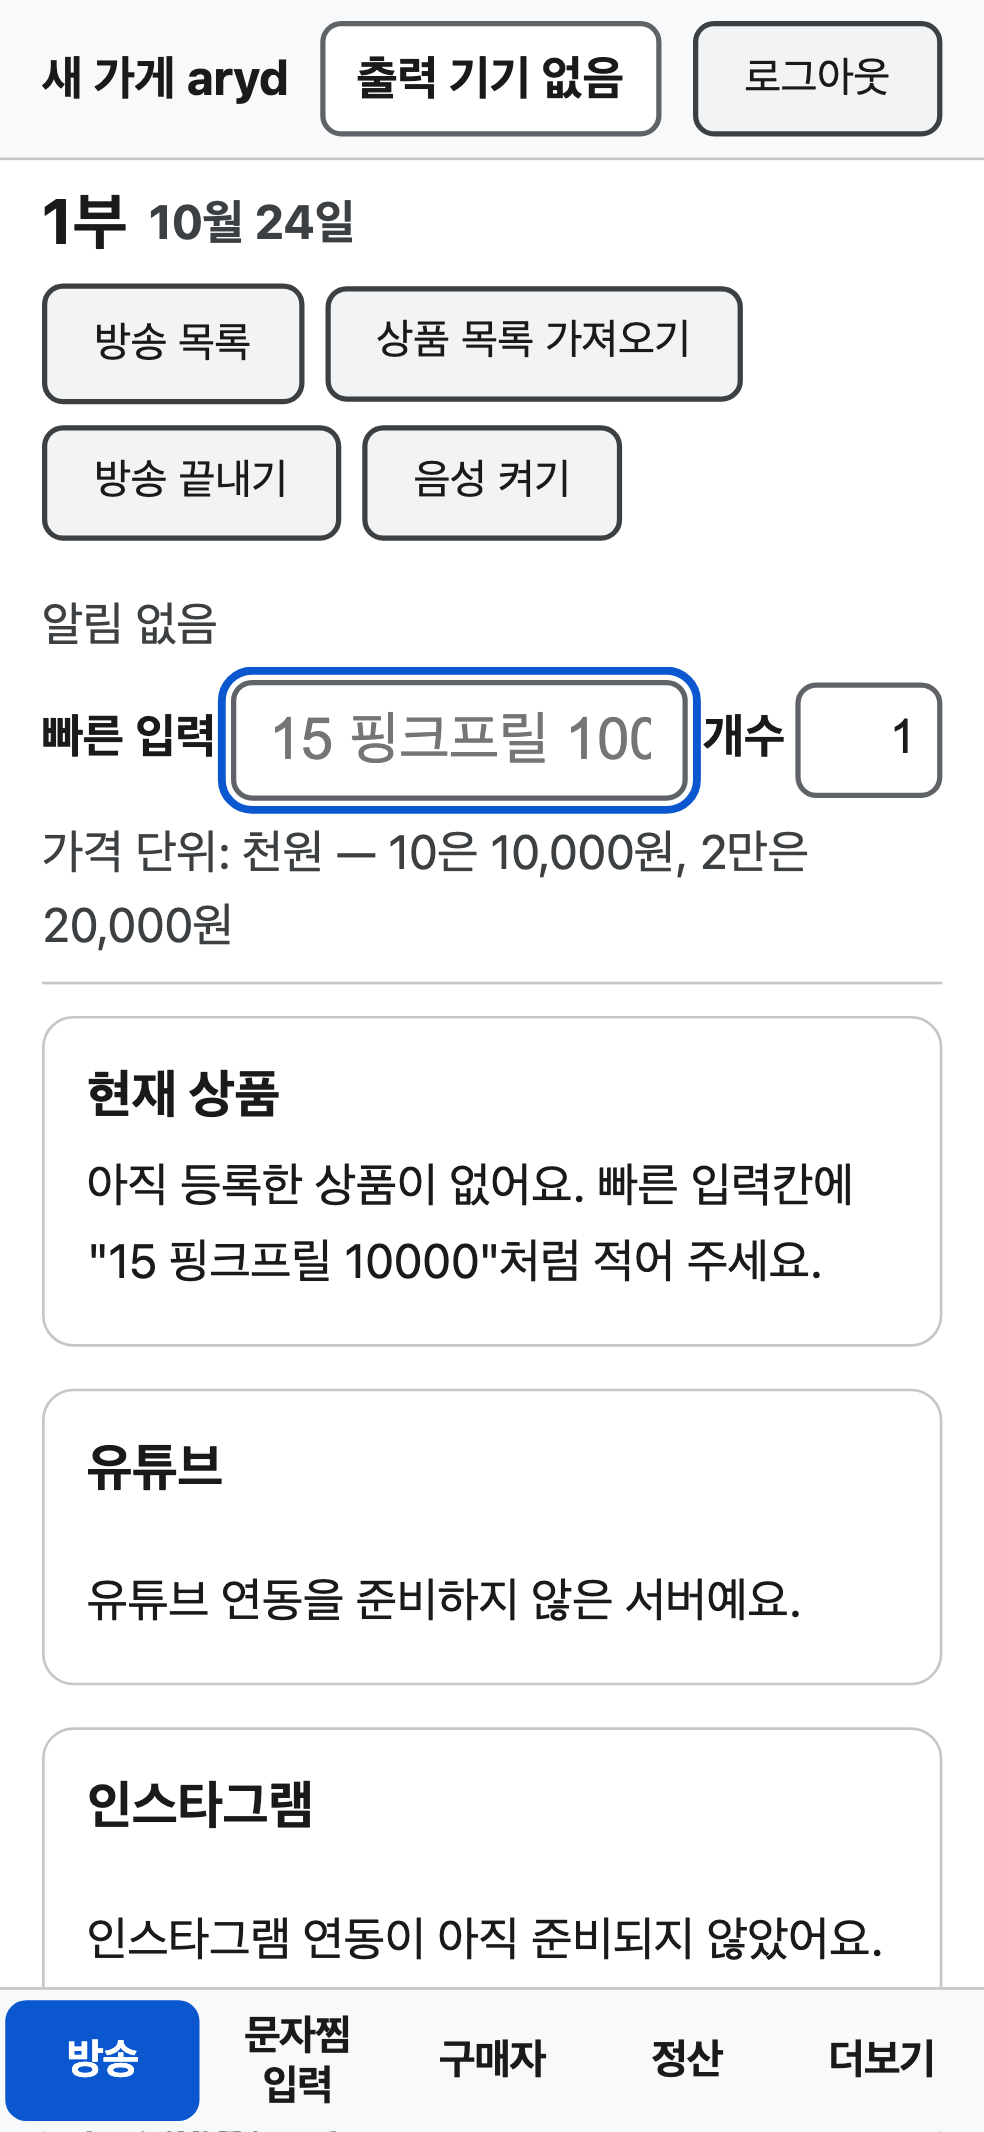 새 가게 aryd 출력 기기 없음 로그아웃
1부 10월 24일
방송 목록 상품 목록 가져오기
방송 끝내기 음성 켜기
알림 없음
빠른 입력 15 핑크프릴 100 개수 1
가격 단위: 천원 — 10은 10,000원, 2만은
20,000원
현재 상품
아직 등록한 상품이 없어요. 빠른 입력칸에
"15 핑크프릴 10000"처럼 적어 주세요.
유튜브
유튜브 연동을 준비하지 않은 서버예요.
인스타그램
인스타그램 연동이 아직 준비되지 않았어요.
방송 문자찜 입력 구매자 정산 더보기